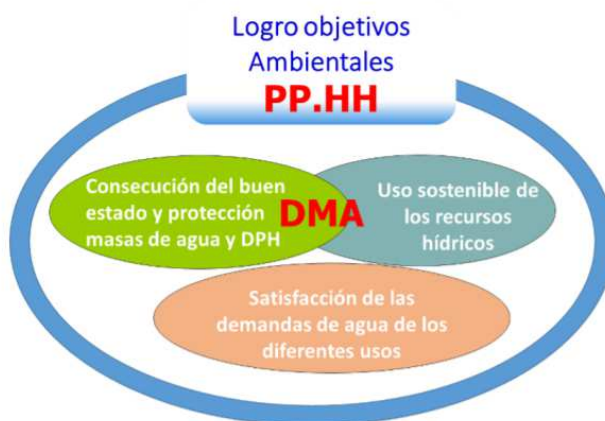 Logro objetivos
Ambientales
PP.HH
Consecución del buen
estado y protección
masas de agua y DPH
DMA
Uso sostenible de
los recursos
hídricos
Satisfacción de las
demandas de agua de los
diferentes usos